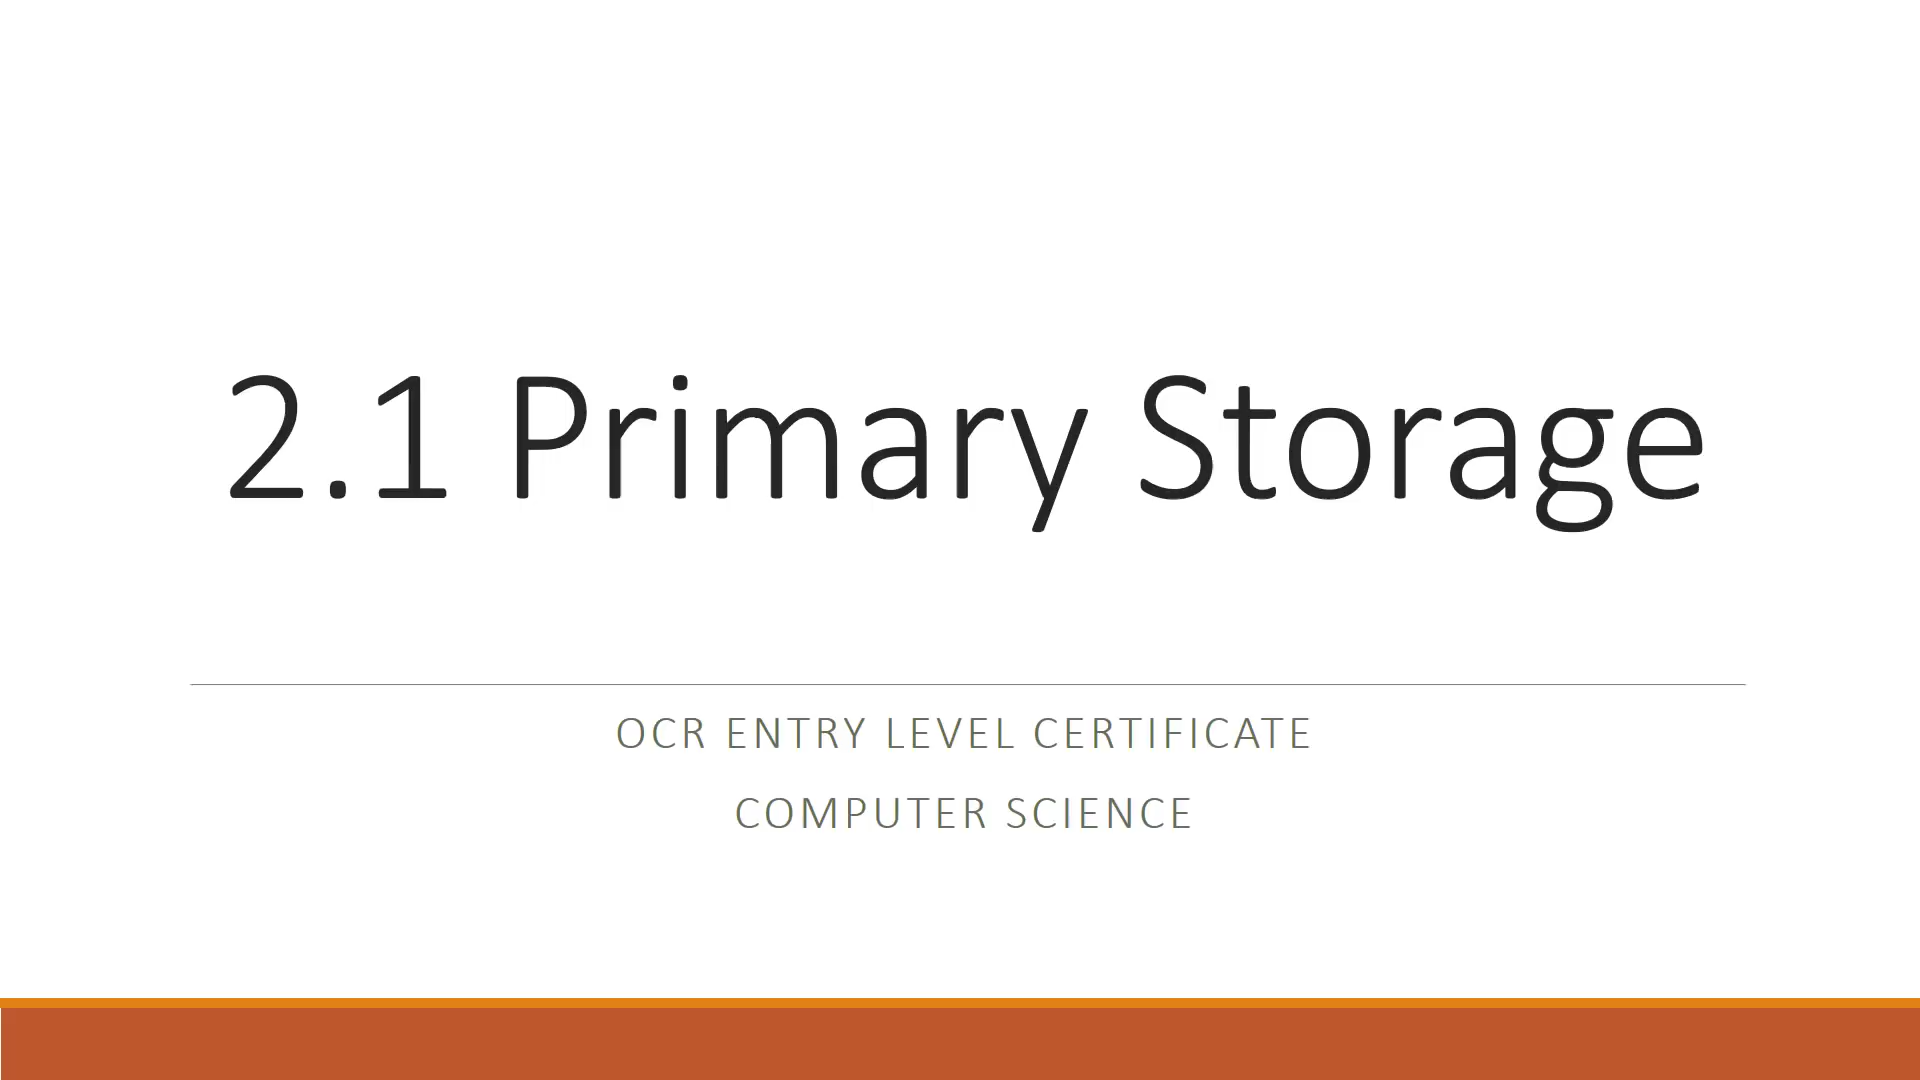 2.1 Primary Storage
OCR ENTRY LEVEL CERTIFICATE
COMPUTER SCIENCE